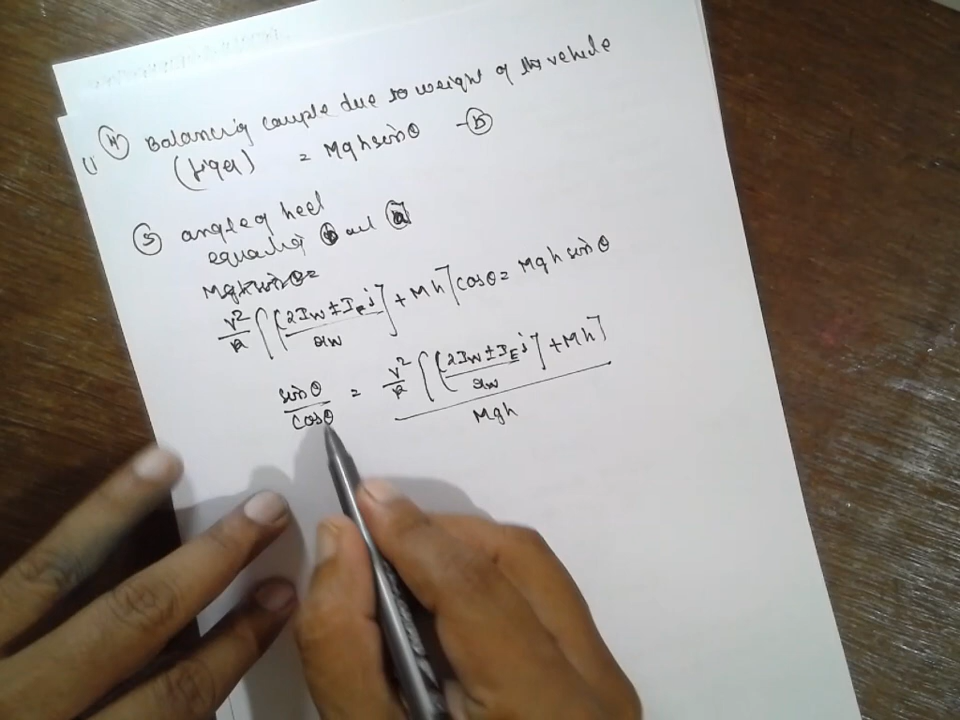 (4) Balancing couple due to weight of the vehicle
(fig a) = Mghsinθ - (B)
(5) angle of heel
equating (b) and (a)
Mgh sinθ =
V²/R [[2Iw ± IE j / rw] + Mh] cosθ = Mgh sinθ
sinθ/cosθ = V²/R [[2Iw ± IE j / rw] + Mh] / Mgh